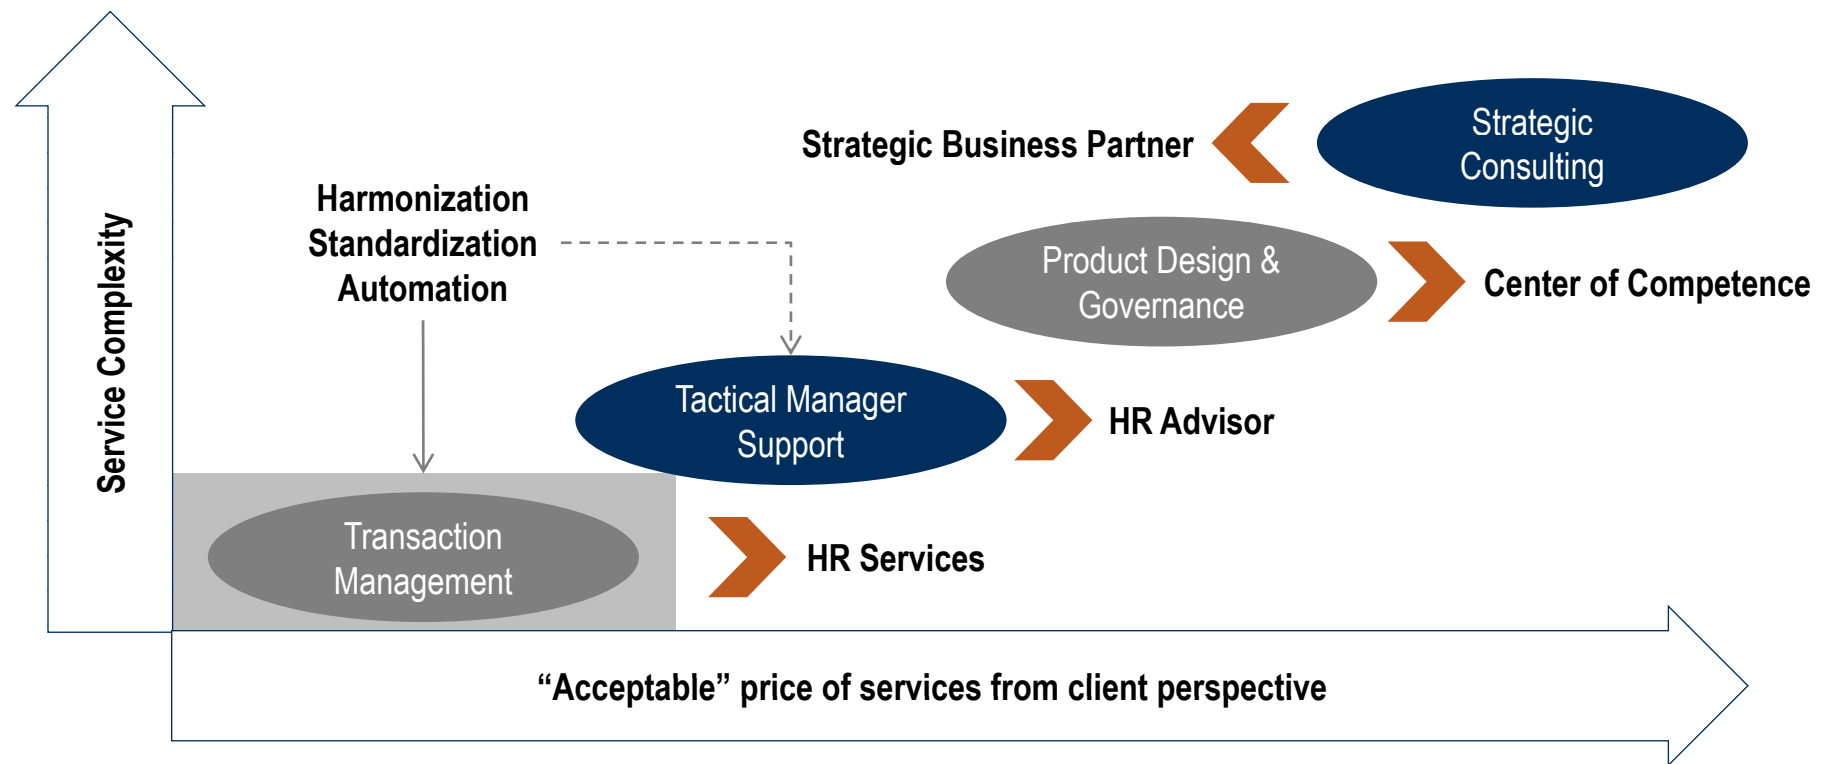 Strategic
Consulting
Strategic Business Partner
Harmonization
Standardization
Automation
Product Design &
Governance
Center of Competence
Service Complexity
Tactical Manager
Support
HR Advisor
Transaction
Management
HR Services
“Acceptable” price of services from client perspective